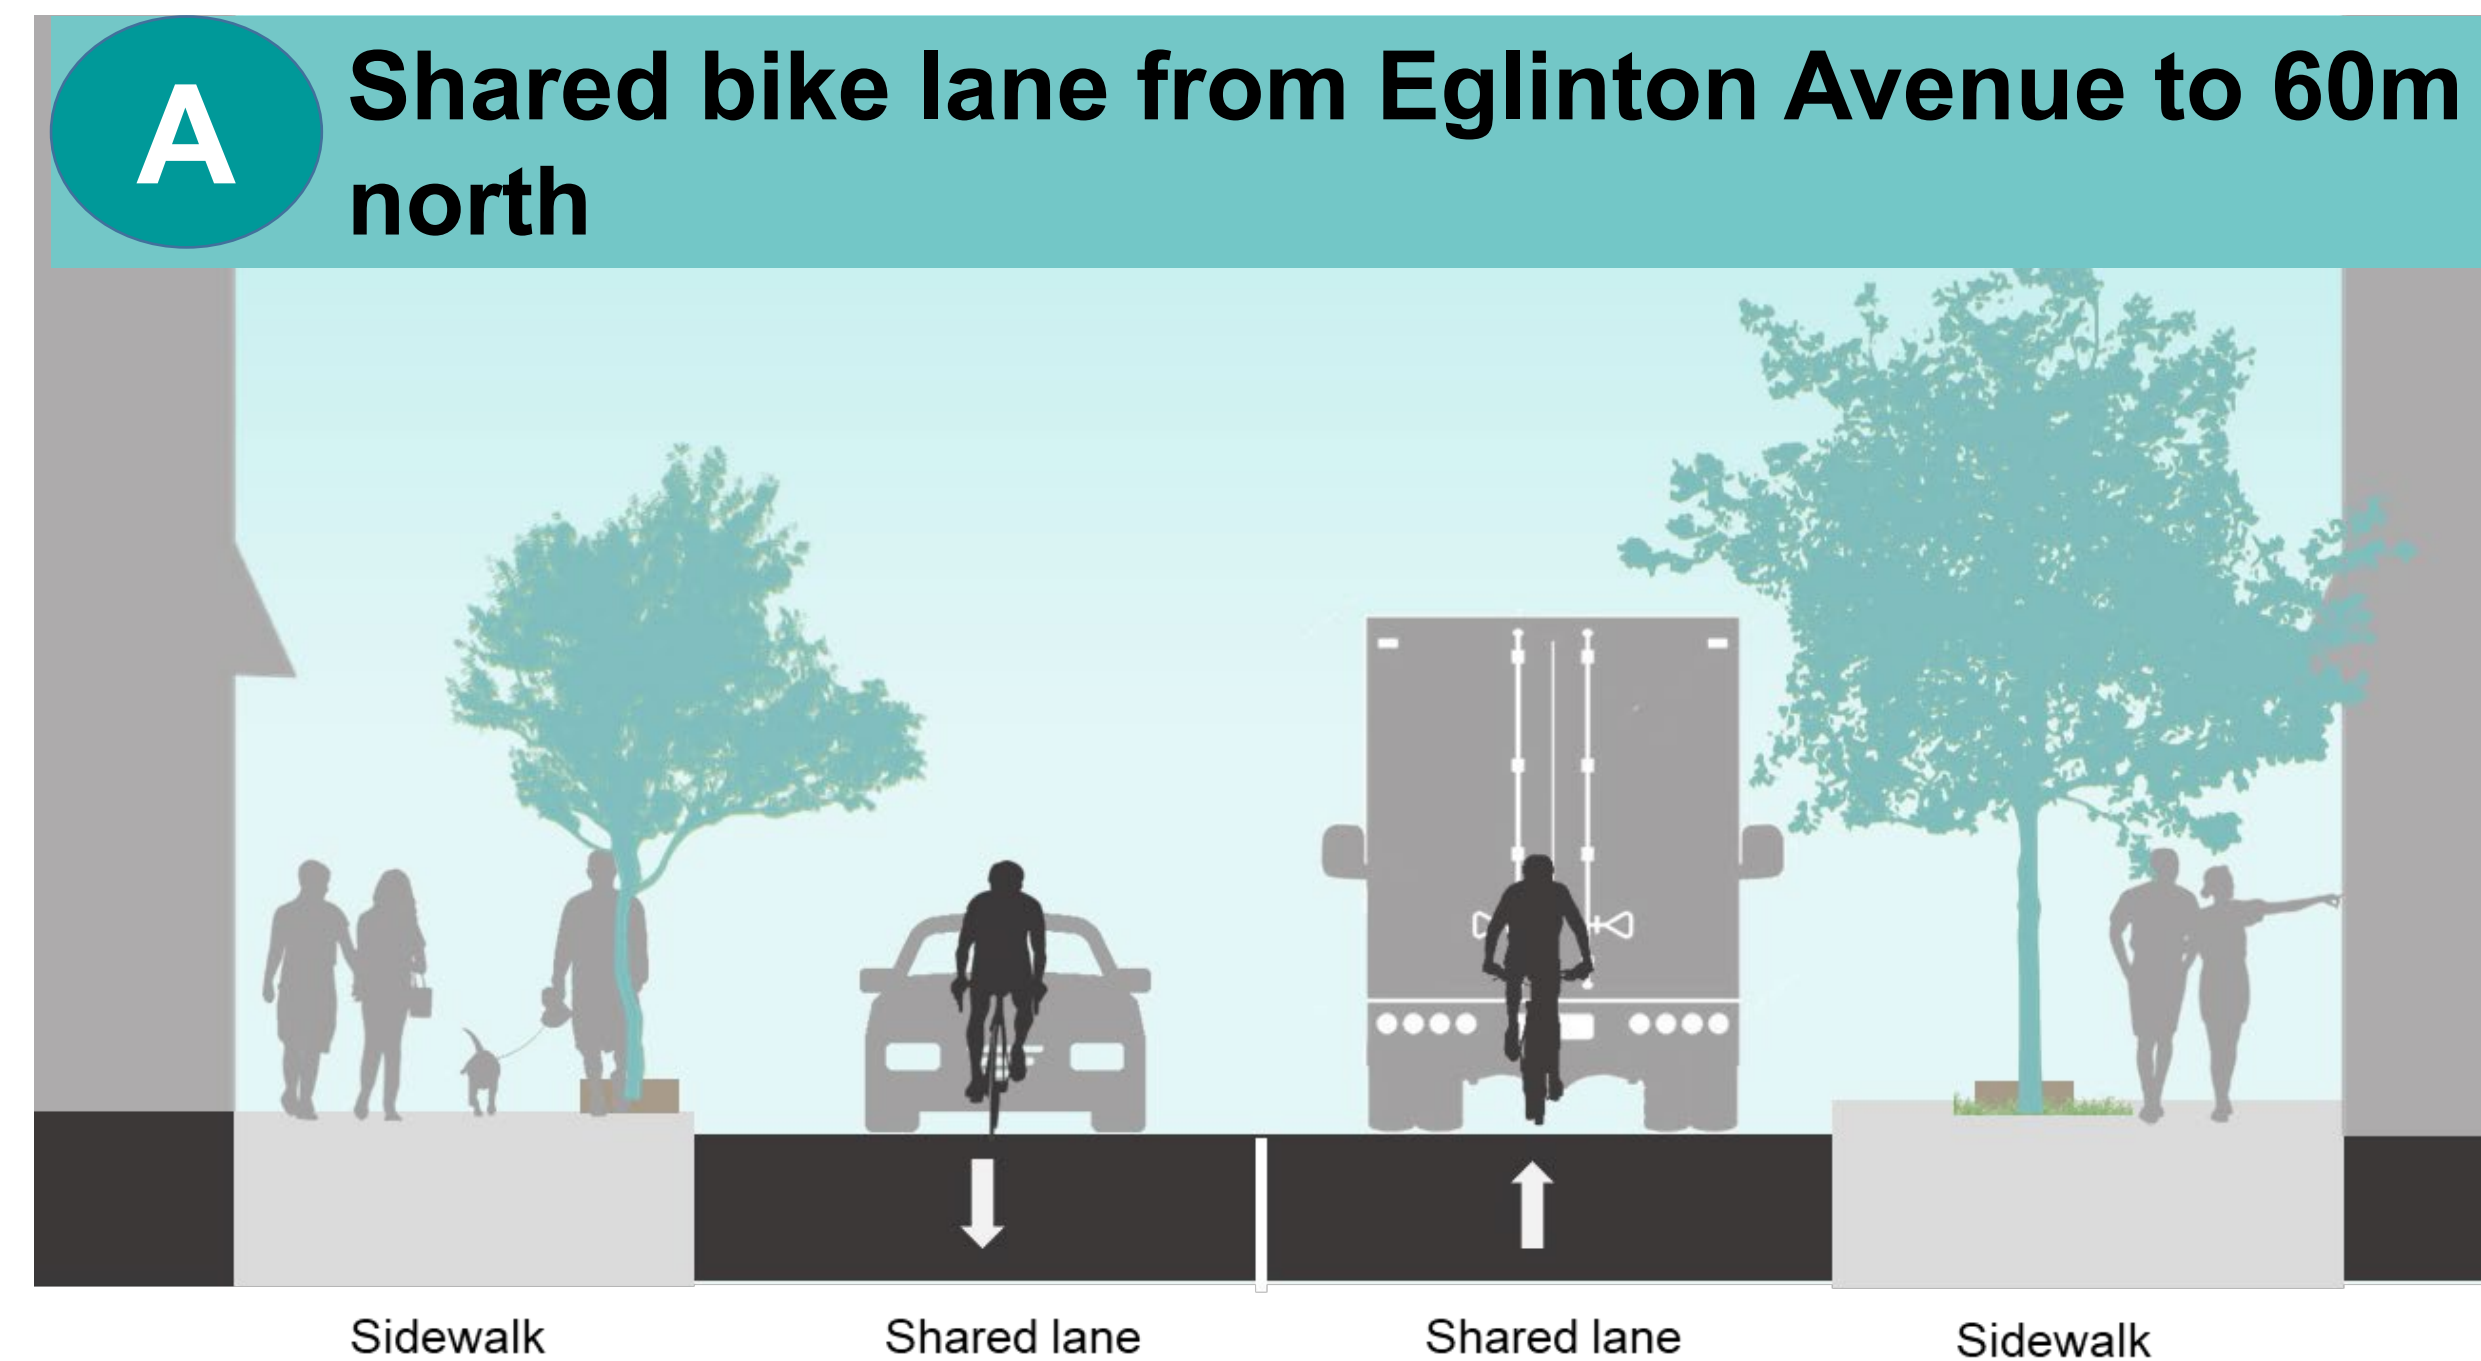 A
Shared bike lane from Eglinton Avenue to 60m
north
Sidewalk
Shared lane
Shared lane
Sidewalk